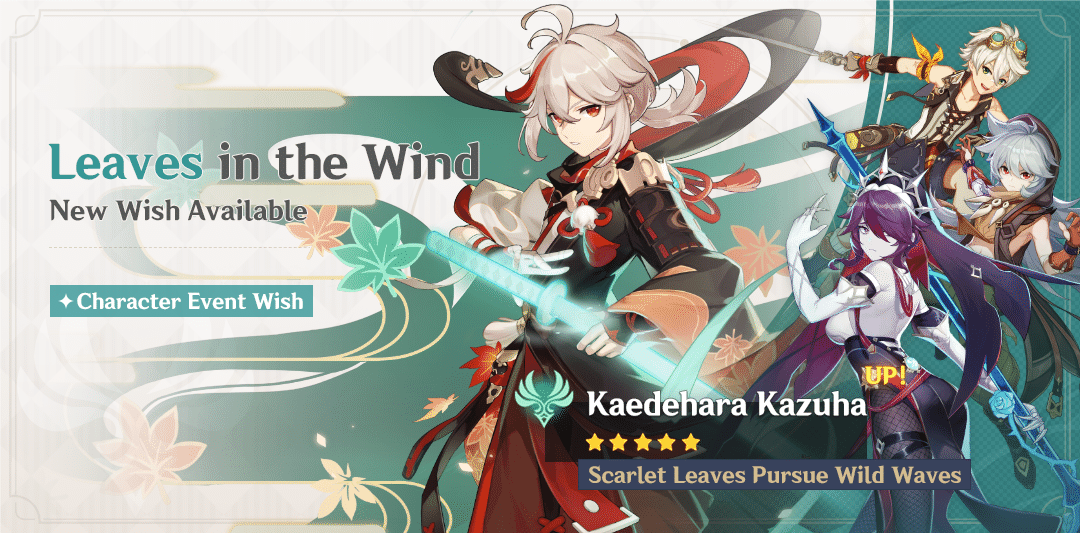 Leaves in the Wind
New Wish Available
✦Character Event Wish
UP!
Kaedehara Kazuha
★★★★★
Scarlet Leaves Pursue Wild Waves